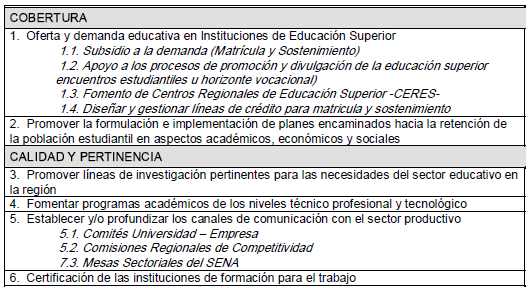 COBERTURA
1. Oferta y demanda educativa en Instituciones de Educación Superior
1.1. Subsidio a la demanda (Matrícula y Sostenimiento)
1.2. Apoyo a los procesos de promoción y divulgación de la educación superior
encuentros estudiantiles u horizonte vocacional)
1.3. Fomento de Centros Regionales de Educación Superior -CERES-
1.4. Diseñar y gestionar líneas de crédito para matricula y sostenimiento
2. Promover la formulación e implementación de planes encaminados hacia la retención de
la población estudiantil en aspectos académicos, económicos y sociales
CALIDAD Y PERTINENCIA
3. Promover líneas de investigación pertinentes para las necesidades del sector educativo en
la región
4. Fomentar programas académicos de los niveles técnico profesional y tecnológico
5. Establecer y/o profundizar los canales de comunicación con el sector productivo
5.1. Comités Universidad – Empresa
5.2. Comisiones Regionales de Competitividad
7.3. Mesas Sectoriales del SENA
6. Certificación de las instituciones de formación para el trabajo